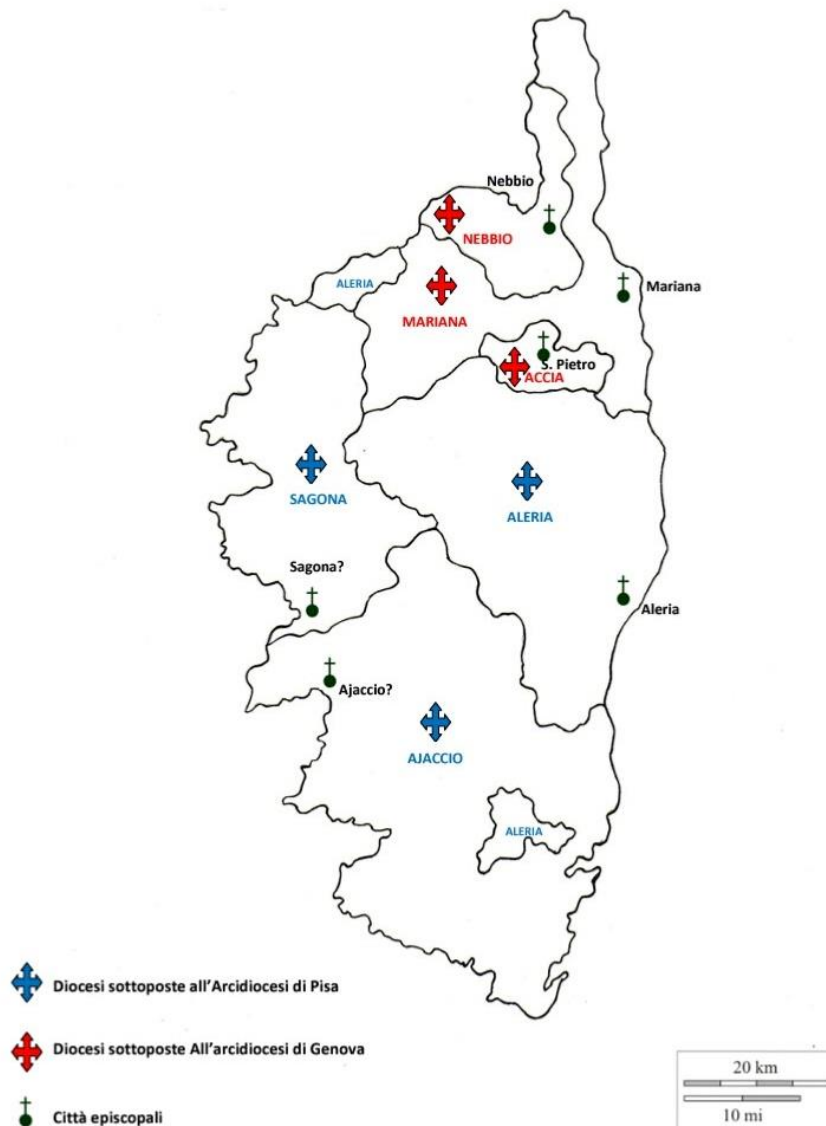 Nebbio
NEBBIO
ALERIA
Mariana
MARIANA
S. Pietro
ACCIA
SAGONA
ALERIA
Sagona?
Aleria
Ajaccio?
AJACCIO
ALERIA
Diocesi sottoposte all'Arcidiocesi di Pisa
Diocesi sottoposte All'arcidiocesi di Genova
Città episcopali
20 km
10 mi